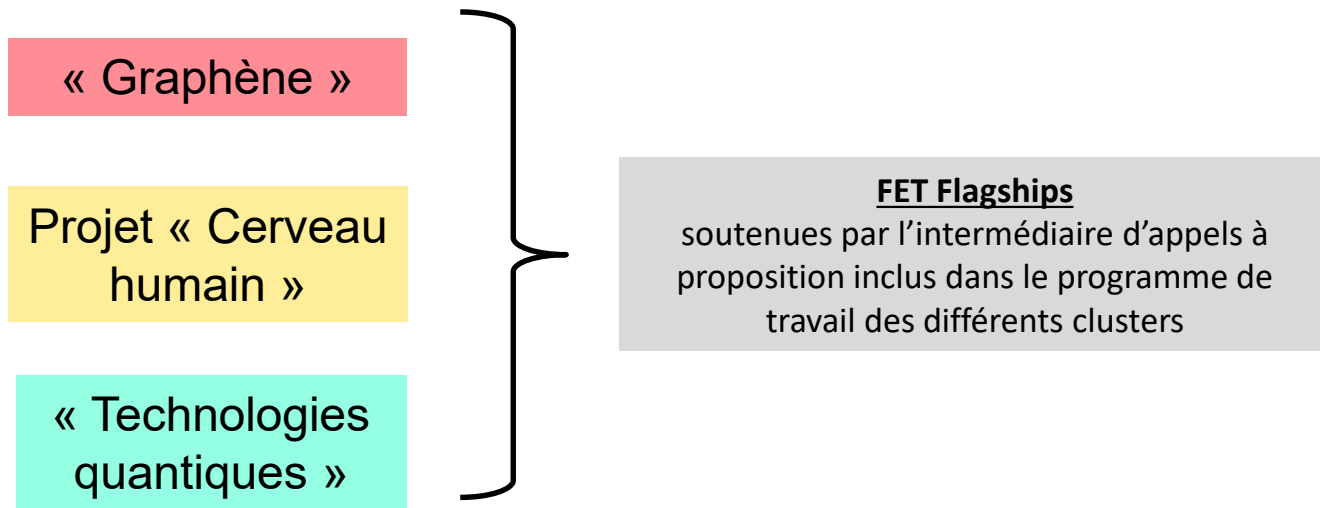 « Graphène »
Projet « Cerveau
humain »
« Technologies
quantiques »
FET Flagships
soutenues par l’intermédiaire d’appels à
proposition inclus dans le programme de
travail des différents clusters